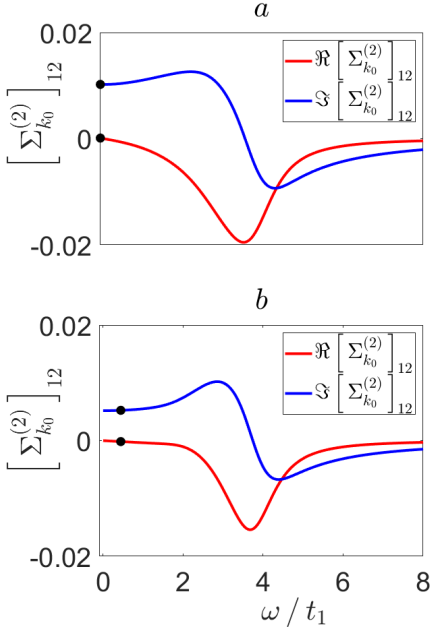 a
0.02
0
-0.02
[Σ_{k_0}^{(2)}]_{12}
ℜ [Σ_{k_0}^{(2)}]_{12}
ℑ [Σ_{k_0}^{(2)}]_{12}
b
0.02
0
-0.02
[Σ_{k_0}^{(2)}]_{12}
ℜ [Σ_{k_0}^{(2)}]_{12}
ℑ [Σ_{k_0}^{(2)}]_{12}
0 2 4 6 8
ω / t_1